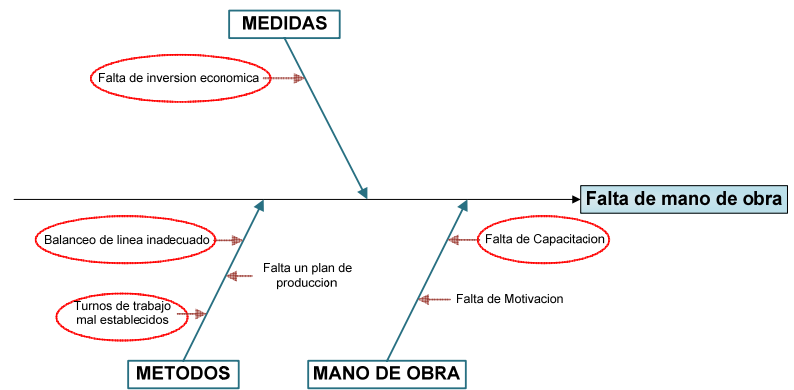 MEDIDAS
Falta de inversion economica
Falta de mano de obra
Balanceo de linea inadecuado
Falta de Capacitacion
Falta un plan de
produccion
Turnos de trabajo
mal establecidos
Falta de Motivacion
METODOS
MANO DE OBRA